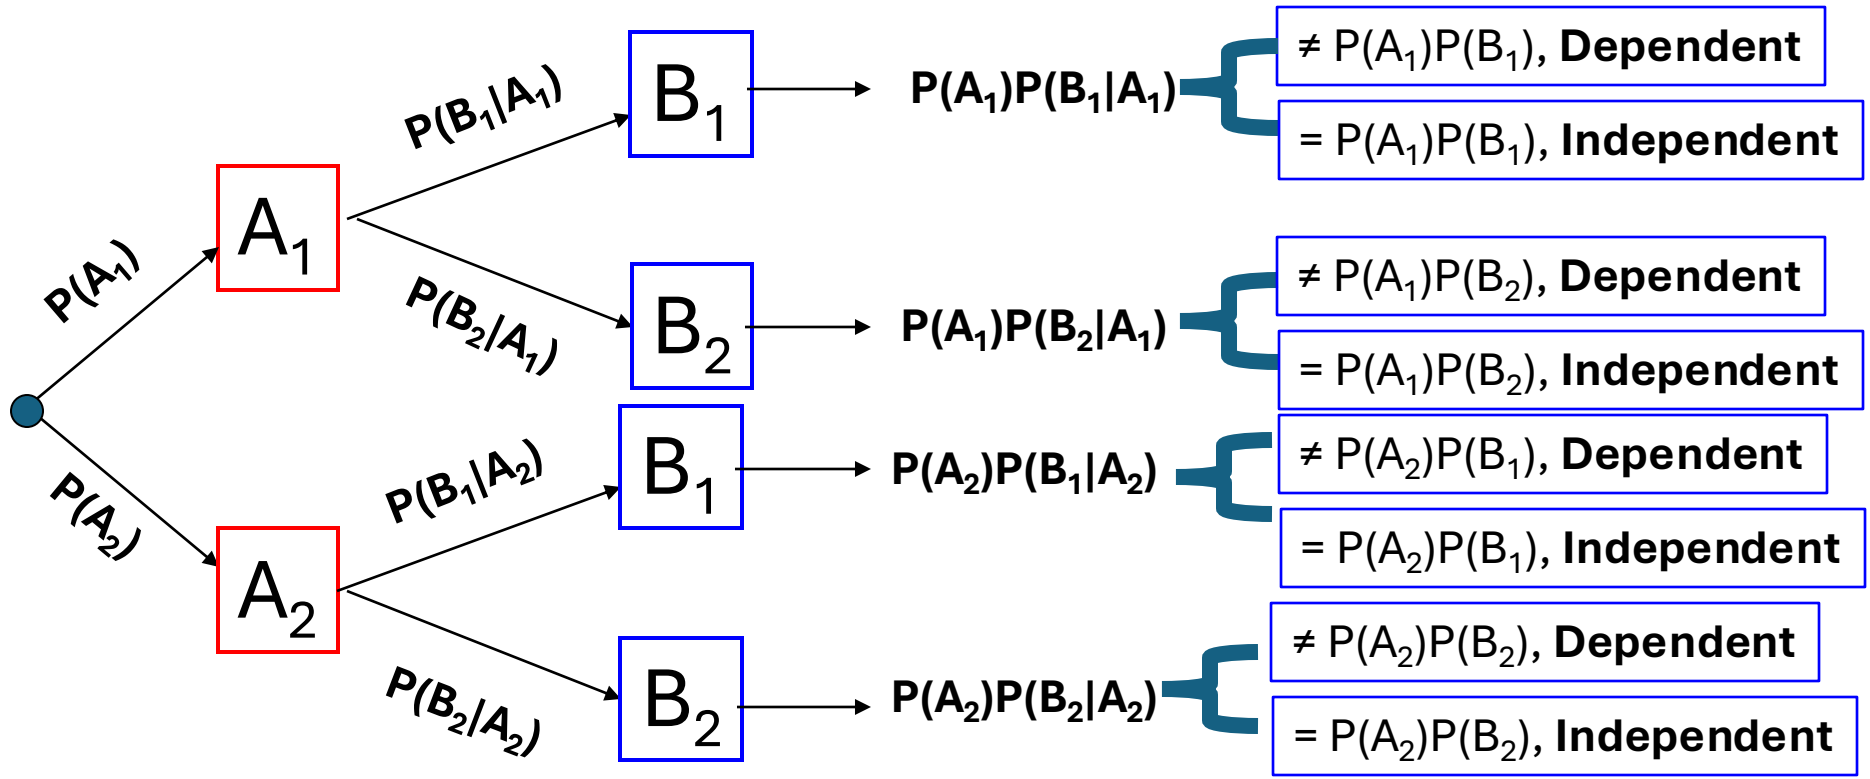 P(A₁)
P(A₂)
A₁
A₂
P(B₁|A₁)
P(B₂|A₁)
P(B₁|A₂)
P(B₂|A₂)
B₁
B₂
B₁
B₂
P(A₁)P(B₁|A₁)
≠ P(A₁)P(B₁), Dependent
= P(A₁)P(B₁), Independent
P(A₁)P(B₂|A₁)
≠ P(A₁)P(B₂), Dependent
= P(A₁)P(B₂), Independent
P(A₂)P(B₁|A₂)
≠ P(A₂)P(B₁), Dependent
= P(A₂)P(B₁), Independent
P(A₂)P(B₂|A₂)
≠ P(A₂)P(B₂), Dependent
= P(A₂)P(B₂), Independent